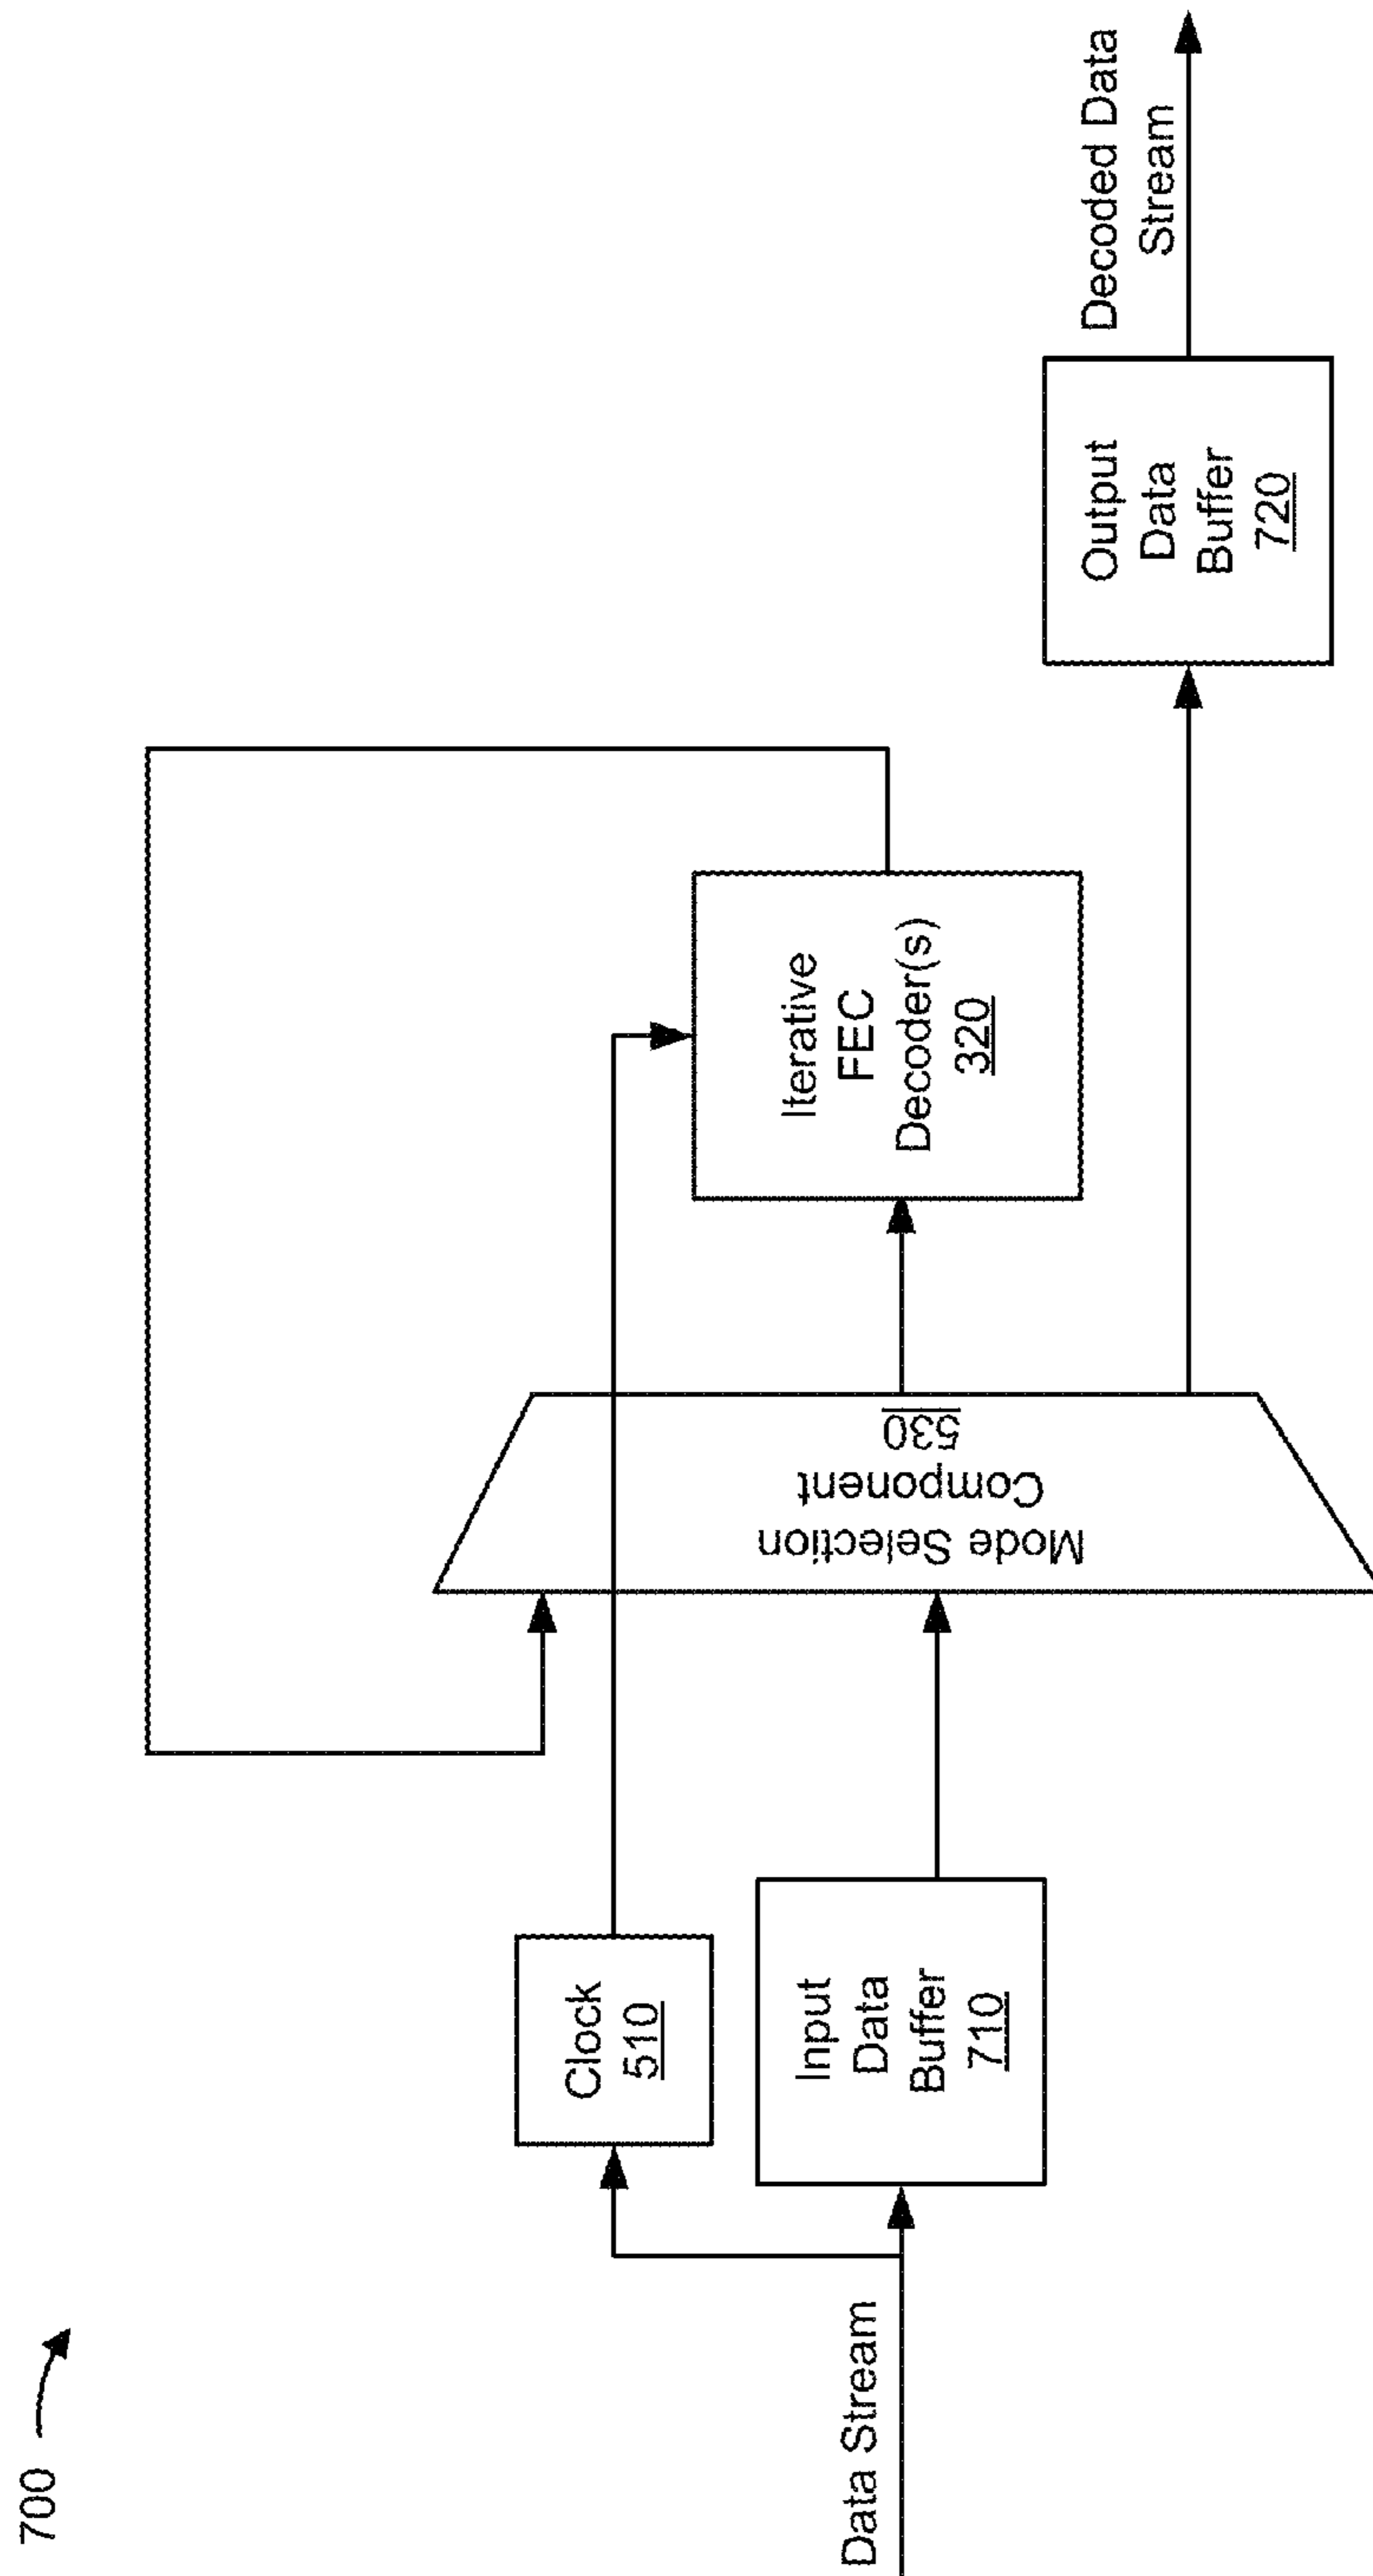 700
Data Stream
Clock
510
Input
Data
Buffer
710
Mode Selection
Component
530
Iterative
FEC
Decoder(s)
320
Output
Data
Buffer
720
Decoded Data
Stream